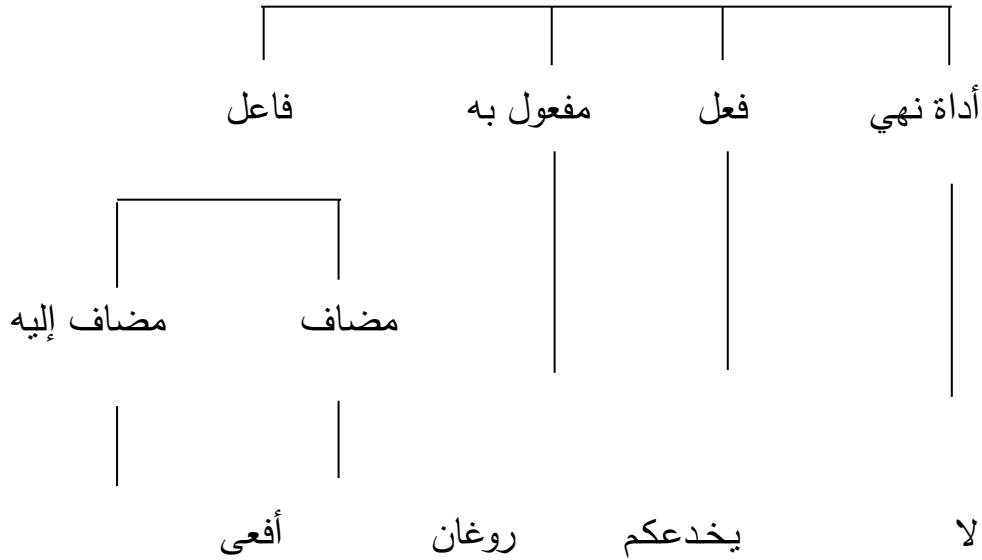 أداة نهي فعل مفعول به فاعل
مضاف مضاف إليه
لا يخدعكم روغان أفعى